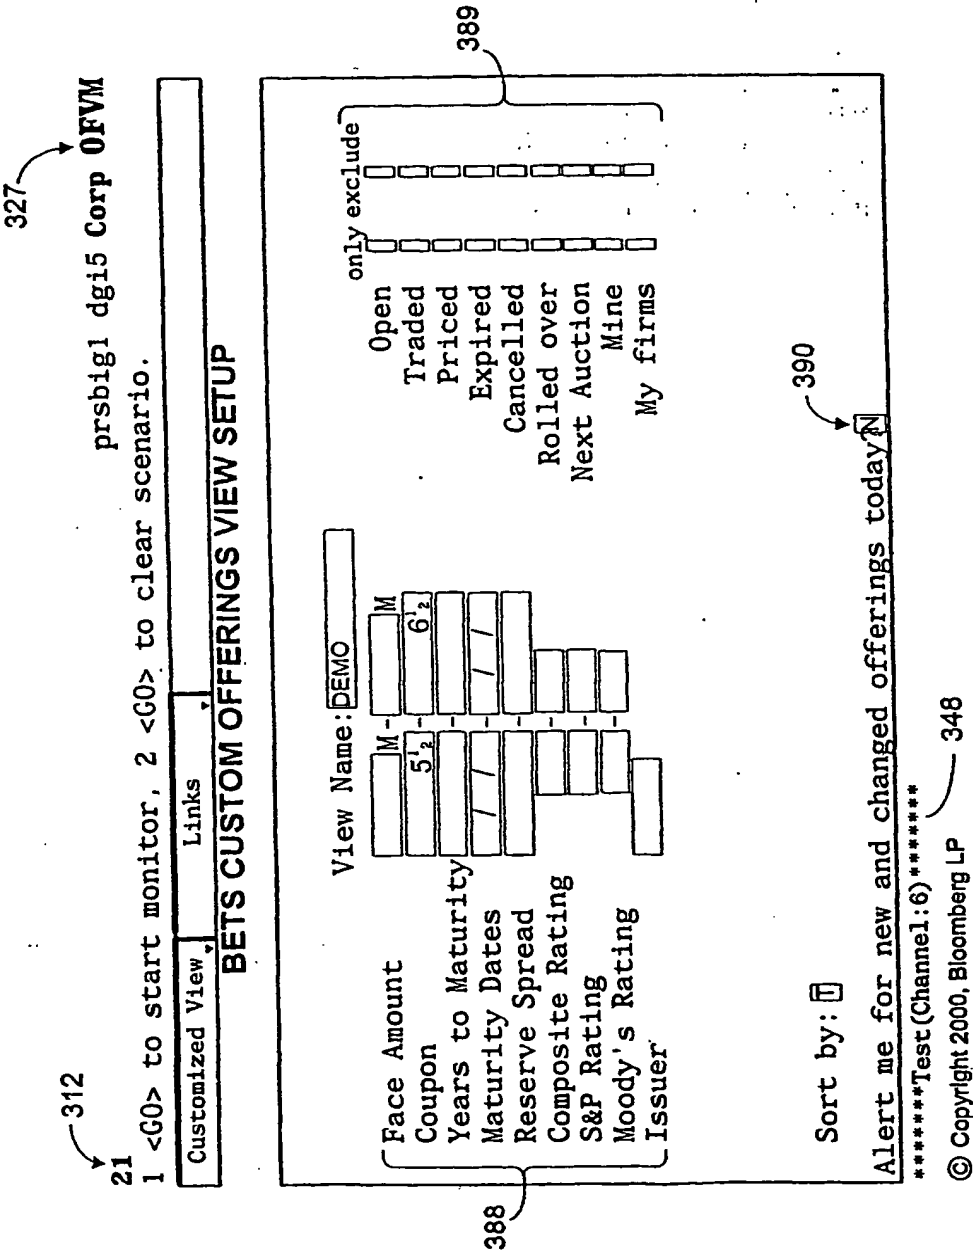 327
prsbigl dgi5 Corp OFVM
312
21
1 <GO> to start monitor, 2 <GO> to clear scenario.
Customized View Links
BETS CUSTOM OFFERINGS VIEW SETUP
View Name: DEMO
only exclude
389
388
Face Amount M - M Open
Coupon 5 1/2 - 6 1/2 Traded
Years to Maturity - Priced
Maturity Dates / / - / / Expired
Reserve Spread - Cancelled
Composite Rating - Rolled over
S&P Rating - Next Auction
Moody's Rating - Mine
Issuer My firms
Sort by: T
390
Alert me for new and changed offerings today? N
*******Test(Channel:6)******* 348
© Copyright 2000, Bloomberg LP